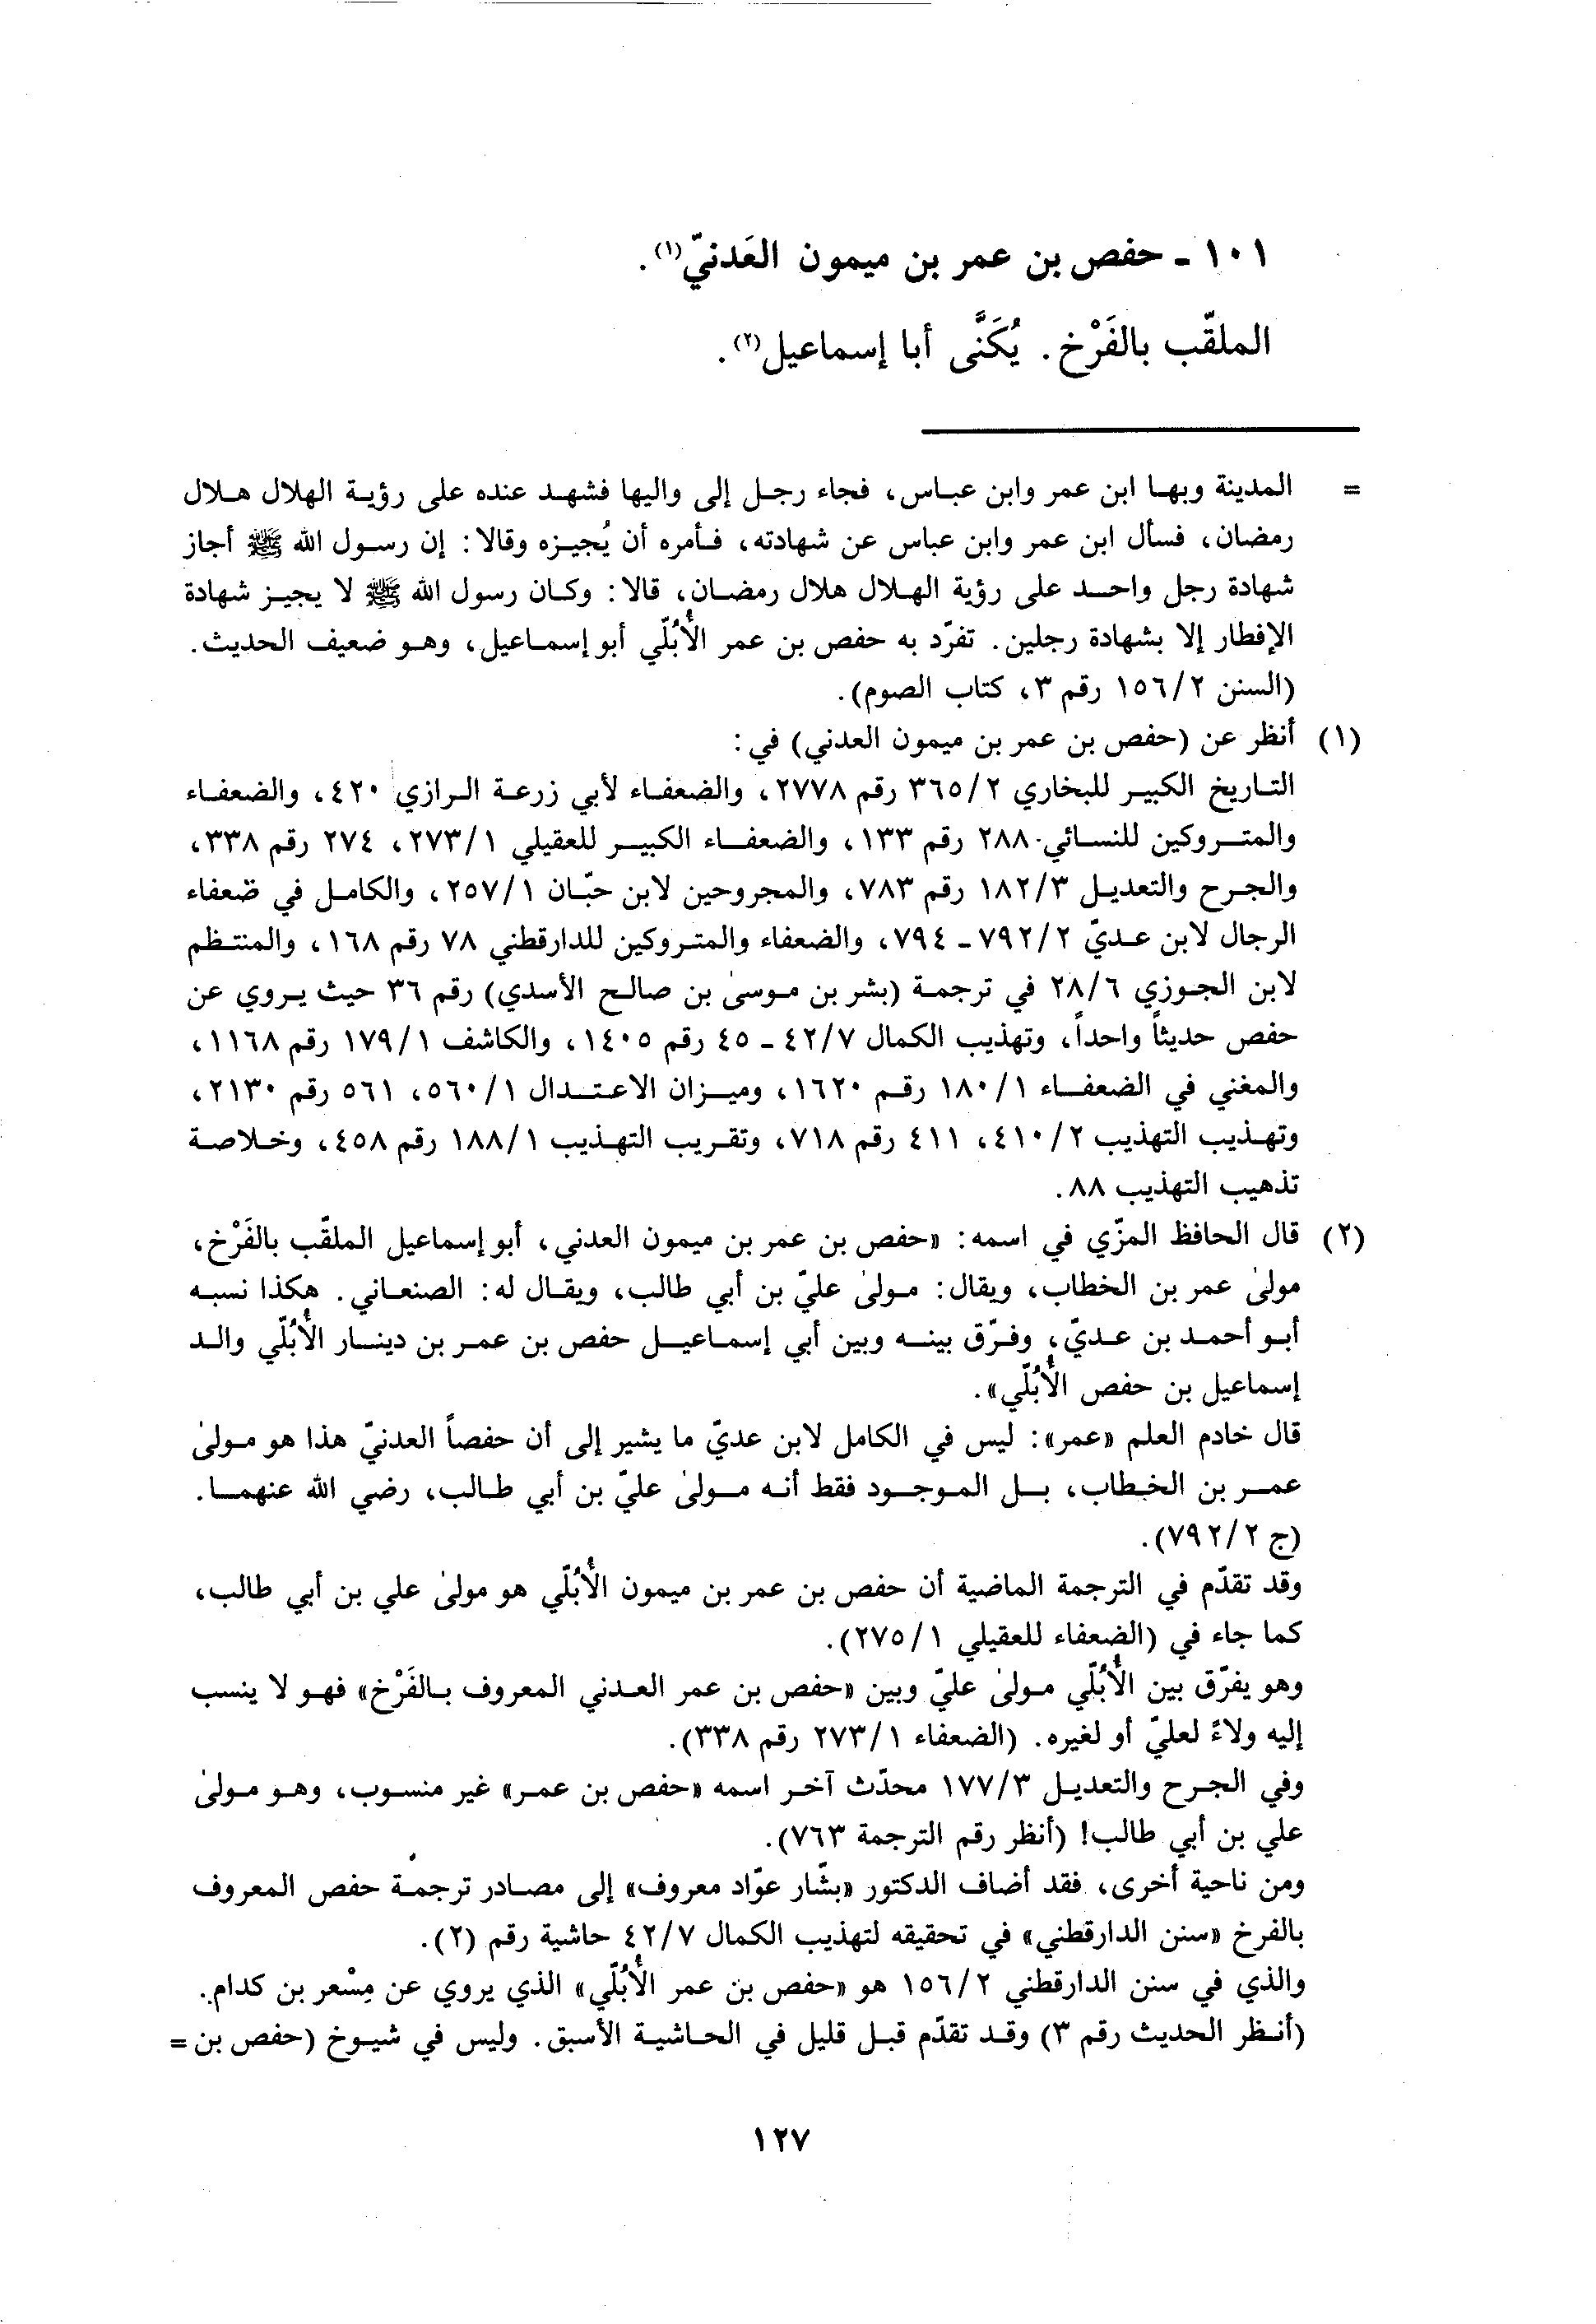 ١٠١ - حفص بن عمر بن ميمون العَدنيّ(١).
الملقّب بالفَرْخ. يُكَنَّى أبا إسماعيل(٢).
= المدينة وبها ابن عمر وابن عباس، فجاء رجل إلى واليها فشهد عنده على رؤية الهلال هلال
رمضان، فسأل ابن عمر وابن عباس عن شهادته، فأمره أن يُجيزه وقالا: إن رسول الله ﷺ أجاز
شهادة رجل واحد على رؤية الهلال هلال رمضان، قالا: وكان رسول الله ﷺ لا يجيز شهادة
الإفطار إلا بشهادة رجلين. تفرّد به حفص بن عمر الأُبُلّي أبو إسماعيل، وهو ضعيف الحديث.
(السنن ١٥٦/٢ رقم ٣، كتاب الصوم).
(١) أنظر عن (حفص بن عمر بن ميمون العدني) في:
التاريخ الكبير للبخاري ٣٦٥/٢ رقم ٢٧٧٨، والضعفاء لأبي زرعة الرازي ٤٢٠، والضعفاء
والمتروكين للنسائي ٢٨٨ رقم ١٣٣، والضعفاء الكبير للعقيلي ٢٧٣/١، ٢٧٤ رقم ٣٣٨،
والجرح والتعديل ١٨٢/٣ رقم ٧٨٣، والمجروحين لابن حبّان ٢٥٧/١، والكامل في ضعفاء
الرجال لابن عديّ ٧٩٢/٢ - ٧٩٤، والضعفاء والمتروكين للدارقطني ٧٨ رقم ١٦٨، والمنتظم
لابن الجوزي ٢٨/٦ في ترجمة (بشر بن موسىٰ بن صالح الأسدي) رقم ٣٦ حيث يروي عن
حفص حديثاً واحداً، وتهذيب الكمال ٤٢/٧ - ٤٥ رقم ١٤٠٥، والكاشف ١٧٩/١ رقم ١١٦٨،
والمغني في الضعفاء ١٨٠/١ رقم ١٦٢٠، وميزان الاعتدال ٥٦٠/١، ٥٦١ رقم ٢١٣٠،
وتهذيب التهذيب ٤١٠/٢، ٤١١ رقم ٧١٨، وتقريب التهذيب ١٨٨/١ رقم ٤٥٨، وخلاصة
تذهيب التهذيب ٨٨.
(٢) قال الحافظ المزّي في اسمه: «حفص بن عمر بن ميمون العدني، أبو إسماعيل الملقّب بالفَرْخ،
مولىٰ عمر بن الخطاب، ويقال: مولىٰ عليّ بن أبي طالب، ويقال له: الصنعاني. هكذا نسبه
أبو أحمد بن عديّ، وفرّق بينه وبين أبي إسماعيل حفص بن عمر بن دينار الأُبُلّي والد
إسماعيل بن حفص الأُبُلّي».
قال خادم العلم «عمر»: ليس في الكامل لابن عديّ ما يشير إلى أن حفصاً العدنيّ هذا هو مولىٰ
عمر بن الخطاب، بل الموجود فقط أنه مولىٰ عليّ بن أبي طالب، رضي الله عنهما.
(ج ٧٩٢/٢).
وقد تقدّم في الترجمة الماضية أن حفص بن عمر بن ميمون الأُبُلّي هو مولىٰ علي بن أبي طالب،
كما جاء في (الضعفاء للعقيلي ٢٧٥/١).
وهو يفرّق بين الأُبُلّي مولىٰ عليّ وبين «حفص بن عمر العدني المعروف بالفَرْخ» فهو لا ينسب
إليه ولاءً لعليّ أو لغيره. (الضعفاء ٢٧٣/١ رقم ٣٣٨).
وفي الجرح والتعديل ١٧٧/٣ محدّث آخر اسمه «حفص بن عمر» غير منسوب، وهو مولىٰ
علي بن أبي طالب! (أنظر رقم الترجمة ٧٦٣).
ومن ناحية أخرى، فقد أضاف الدكتور «بشّار عوّاد معروف» إلى مصادر ترجمة حفص المعروف
بالفرخ «سنن الدارقطني» في تحقيقه لتهذيب الكمال ٤٢/٧ حاشية رقم (٢).
والذي في سنن الدارقطني ١٥٦/٢ هو «حفص بن عمر الأُبُلّي» الذي يروي عن مِسْعر بن كدام.
(أنظر الحديث رقم ٣) وقد تقدّم قبل قليل في الحاشية الأسبق. وليس في شيوخ (حفص بن =
١٢٧